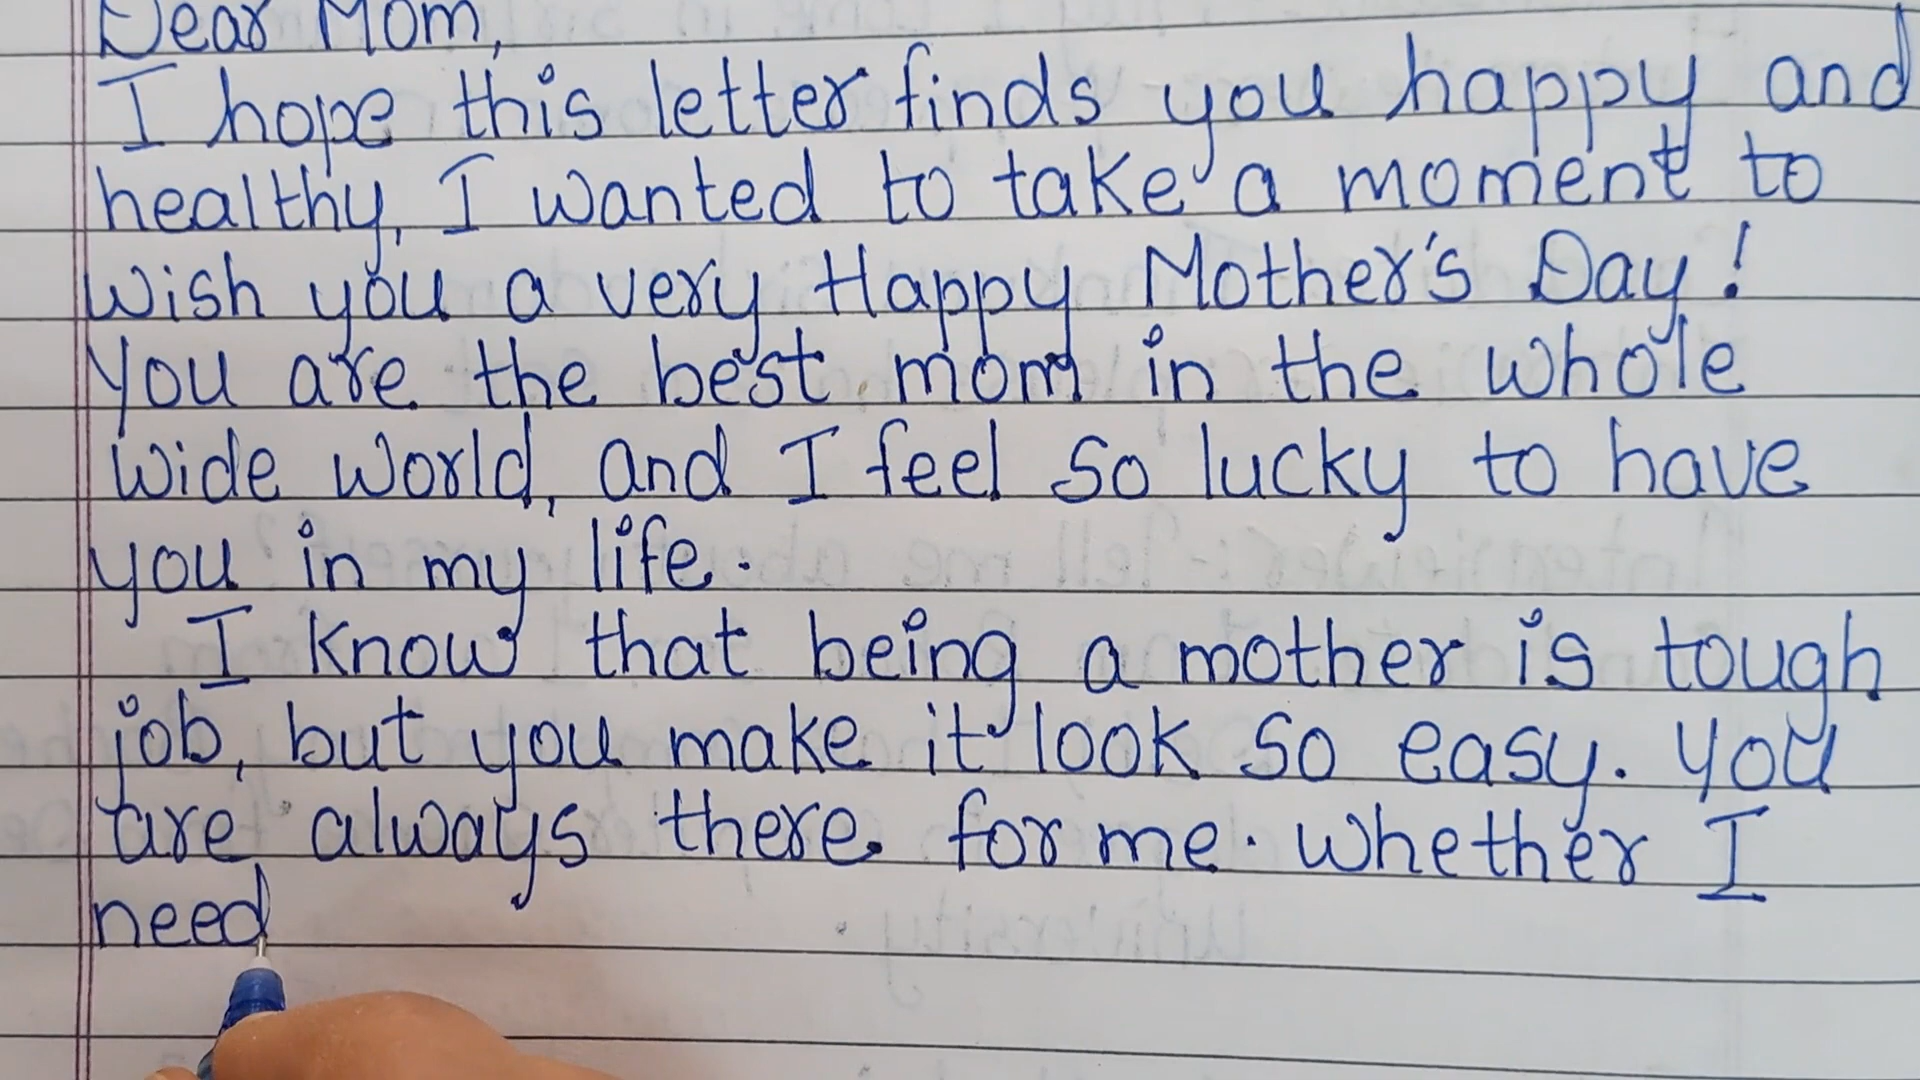 Dear Mom,
I hope this letter finds you happy and
healthy, I wanted to take a moment to
wish you a very Happy Mother's Day!
You are the best mom in the whole
wide world, and I feel so lucky to have
you in my life.
I know that being a mother is tough
job, but you make it look so easy. You
are always there for me. Whether I
need